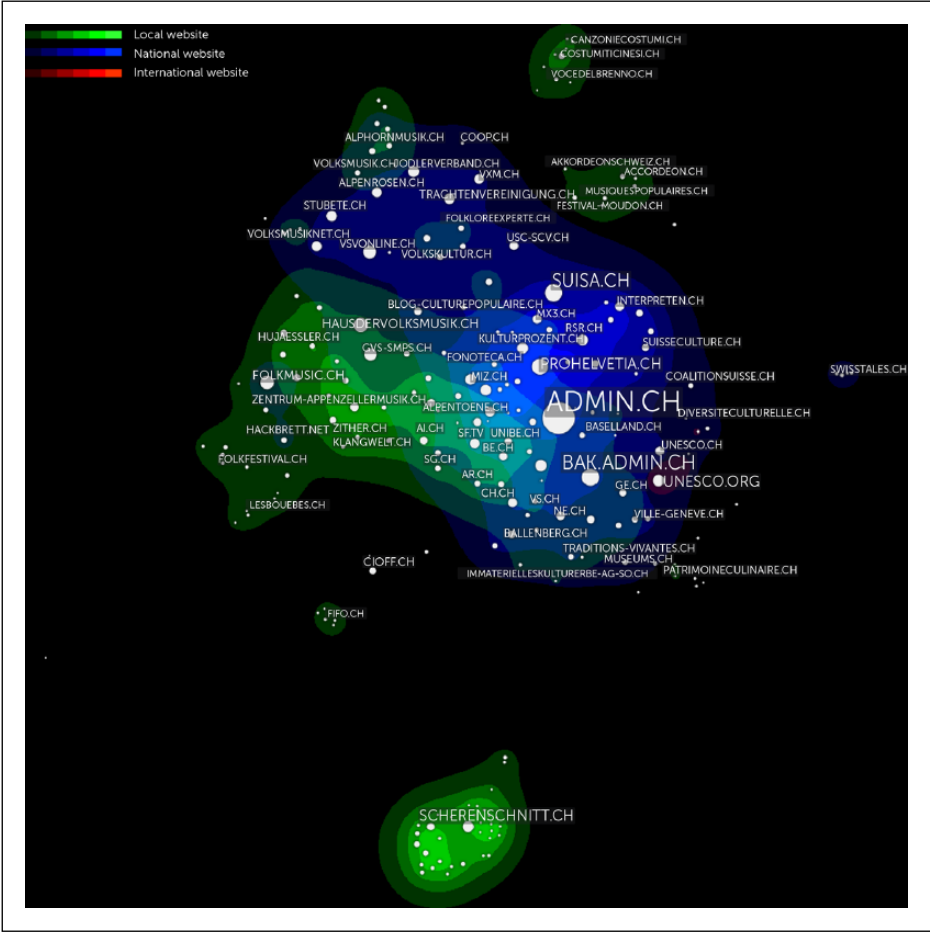 Local website
National website
International website
CANZONIECOSTUMI.CH
COSTUMITICINESI.CH
VOCEDELBRENNO.CH
ALPHORNMUSIK.CH
COOP.CH
VOLKSMUSIK.CH
JODLERVERBAND.CH
AKKORDEONSCHWEIZ.CH
ACCORDEON.CH
VXM.CH
ALPENROSEN.CH
MUSIQUESPOPULAIRES.CH
TRACHTENVEREINIGUNG.CH
STUBETE.CH
FESTIVAL-MOUDON.CH
FOLKLOREEXPERTE.CH
VOLKSMUSIKNET.CH
USC-SCV.CH
VSVONLINE.CH
VOLKSKULTUR.CH
SUISA.CH
BLOG-CULTUREPOPULAIRE.CH
INTERPRETEN.CH
MX3.CH
HAUSDERVOLKSMUSIK.CH
RSR.CH
HUJAESSLER.CH
KULTURPROZENT.CH
SUISSECULTURE.CH
GVS-SMPS.CH
FONOTECA.CH
PROHELVETIA.CH
SWISSTALES.CH
FOLKMUSIC.CH
MIZ.CH
COALITIONSUISSE.CH
ZENTRUM-APPENZELLERMUSIK.CH
ADMIN.CH
ALPENTOENE.CH
DIVERSITECULTURELLE.CH
HACKBRETT.NET
ZITHER.CH
AI.CH
SF.TV
UNIBE.CH
BASELLAND.CH
KLANGWELT.CH
BE.CH
UNESCO.CH
FOLKFESTIVAL.CH
SG.CH
BAK.ADMIN.CH
AR.CH
UNESCO.ORG
GE.CH
CH.CH
VS.CH
LESBOUEBES.CH
NE.CH
VILLE-GENEVE.CH
BALLENBERG.CH
TRADITIONS-VIVANTES.CH
CIOFF.CH
MUSEUMS.CH
IMMATERIELLESKULTURERBE-AG-SO.CH
PATRIMOINECULINAIRE.CH
FIFO.CH
SCHERENSCHNITT.CH